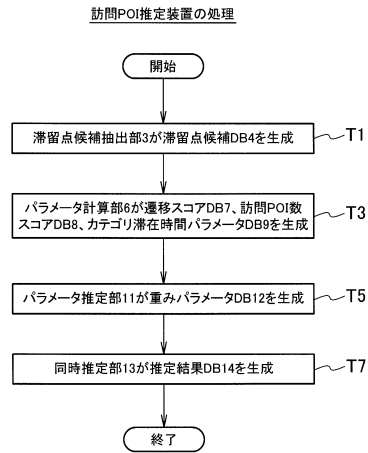 訪問POI推定装置の処理
開始
滞留点候補抽出部3が滞留点候補DB4を生成
T1
パラメータ計算部6が遷移スコアDB7、訪問POI数
スコアDB8、カテゴリ滞在時間パラメータDB9を生成
T3
パラメータ推定部11が重みパラメータDB12を生成
T5
同時推定部13が推定結果DB14を生成
T7
終了